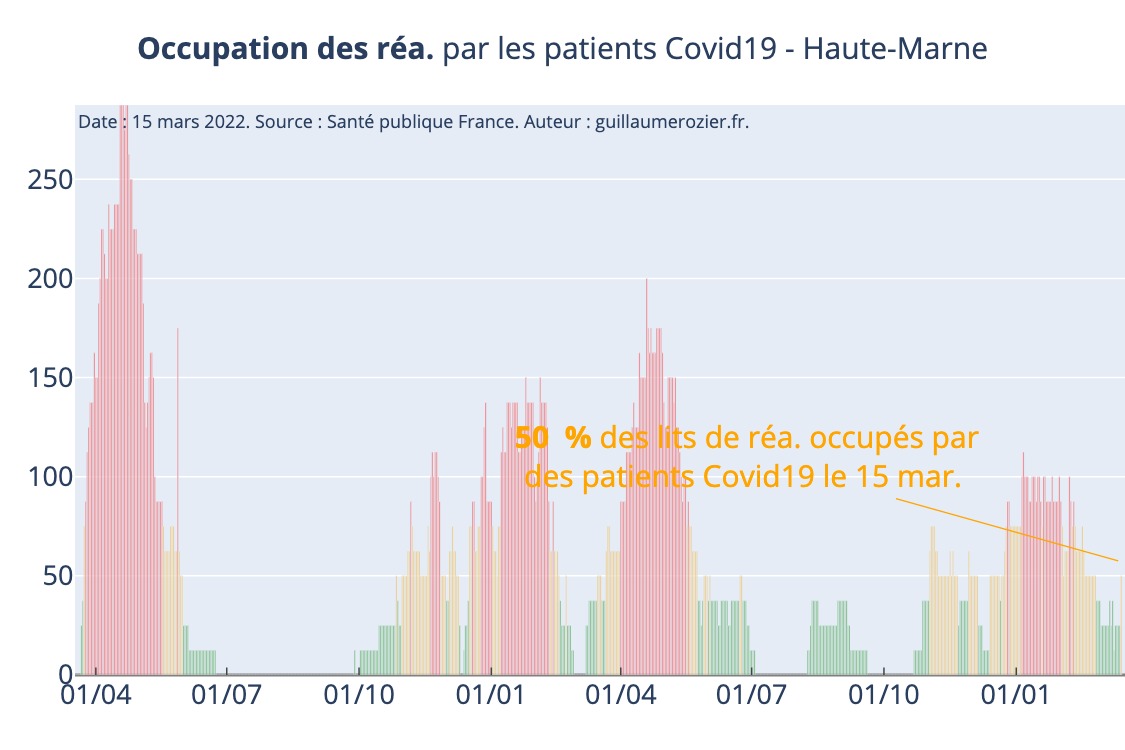 Occupation des réa. par les patients Covid19 - Haute-Marne
Date : 15 mars 2022. Source : Santé publique France. Auteur : guillaumerozier.fr.
250
200
150
50  % des lits de réa. occupés par
des patients Covid19 le 15 mar.
100
50
0
01/04 01/07 01/10 01/01 01/04 01/07 01/10 01/01